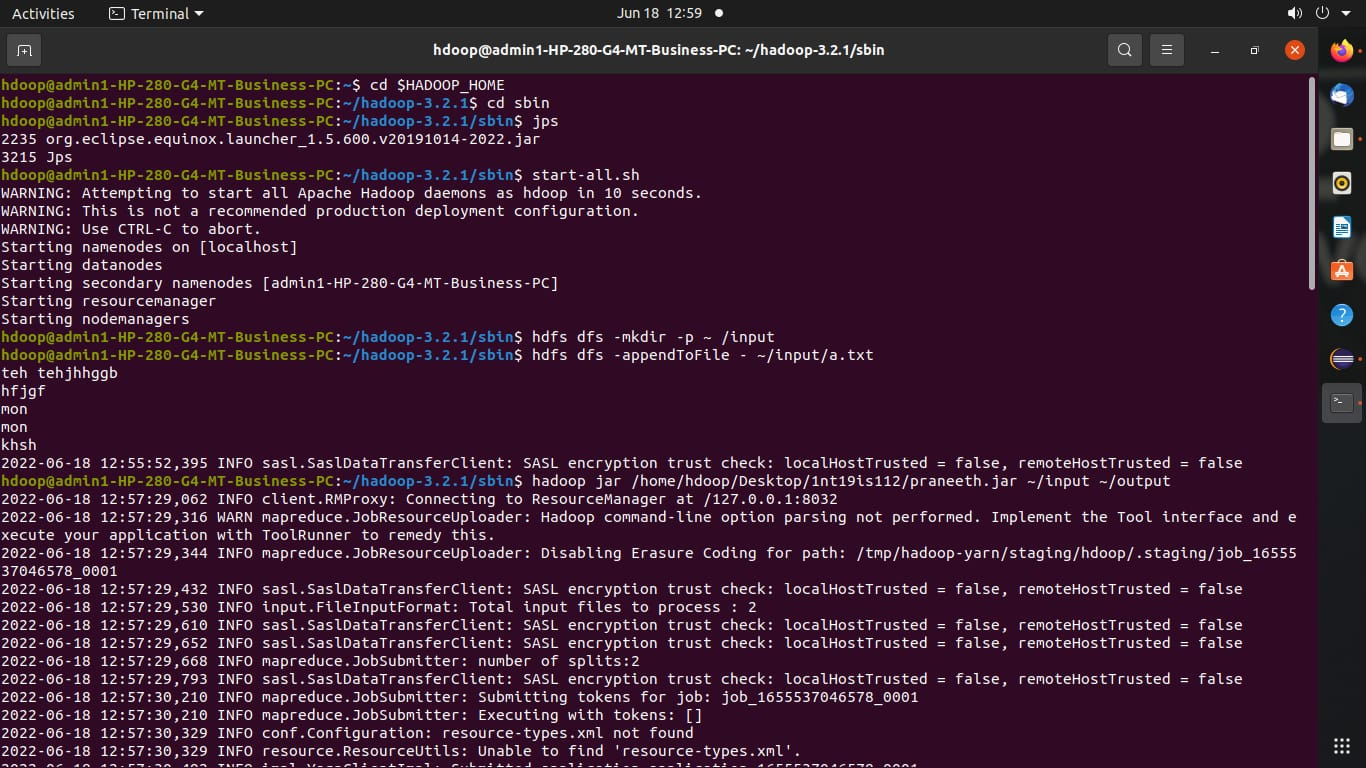 Activities
Terminal
Jun 18 12:59
hdoop@admin1-HP-280-G4-MT-Business-PC: ~/hadoop-3.2.1/sbin
hdoop@admin1-HP-280-G4-MT-Business-PC:~$ cd $HADOOP_HOME
hdoop@admin1-HP-280-G4-MT-Business-PC:~/hadoop-3.2.1$ cd sbin
hdoop@admin1-HP-280-G4-MT-Business-PC:~/hadoop-3.2.1/sbin$ jps
2235 org.eclipse.equinox.launcher_1.5.600.v20191014-2022.jar
3215 Jps
hdoop@admin1-HP-280-G4-MT-Business-PC:~/hadoop-3.2.1/sbin$ start-all.sh
WARNING: Attempting to start all Apache Hadoop daemons as hdoop in 10 seconds.
WARNING: This is not a recommended production deployment configuration.
WARNING: Use CTRL-C to abort.
Starting namenodes on [localhost]
Starting datanodes
Starting secondary namenodes [admin1-HP-280-G4-MT-Business-PC]
Starting resourcemanager
Starting nodemanagers
hdoop@admin1-HP-280-G4-MT-Business-PC:~/hadoop-3.2.1/sbin$ hdfs dfs -mkdir -p ~ /input
hdoop@admin1-HP-280-G4-MT-Business-PC:~/hadoop-3.2.1/sbin$ hdfs dfs -appendToFile - ~/input/a.txt
teh tehjhhggb
hfjgf
mon
mon
khsh
2022-06-18 12:55:52,395 INFO sasl.SaslDataTransferClient: SASL encryption trust check: localHostTrusted = false, remoteHostTrusted = false
hdoop@admin1-HP-280-G4-MT-Business-PC:~/hadoop-3.2.1/sbin$ hadoop jar /home/hdoop/Desktop/1nt19is112/praneeth.jar ~/input ~/output
2022-06-18 12:57:29,062 INFO client.RMProxy: Connecting to ResourceManager at /127.0.0.1:8032
2022-06-18 12:57:29,316 WARN mapreduce.JobResourceUploader: Hadoop command-line option parsing not performed. Implement the Tool interface and e
xecute your application with ToolRunner to remedy this.
2022-06-18 12:57:29,344 INFO mapreduce.JobResourceUploader: Disabling Erasure Coding for path: /tmp/hadoop-yarn/staging/hdoop/.staging/job_16555
37046578_0001
2022-06-18 12:57:29,432 INFO sasl.SaslDataTransferClient: SASL encryption trust check: localHostTrusted = false, remoteHostTrusted = false
2022-06-18 12:57:29,530 INFO input.FileInputFormat: Total input files to process : 2
2022-06-18 12:57:29,610 INFO sasl.SaslDataTransferClient: SASL encryption trust check: localHostTrusted = false, remoteHostTrusted = false
2022-06-18 12:57:29,652 INFO sasl.SaslDataTransferClient: SASL encryption trust check: localHostTrusted = false, remoteHostTrusted = false
2022-06-18 12:57:29,668 INFO mapreduce.JobSubmitter: number of splits:2
2022-06-18 12:57:29,793 INFO sasl.SaslDataTransferClient: SASL encryption trust check: localHostTrusted = false, remoteHostTrusted = false
2022-06-18 12:57:30,210 INFO mapreduce.JobSubmitter: Submitting tokens for job: job_1655537046578_0001
2022-06-18 12:57:30,210 INFO mapreduce.JobSubmitter: Executing with tokens: []
2022-06-18 12:57:30,329 INFO conf.Configuration: resource-types.xml not found
2022-06-18 12:57:30,329 INFO resource.ResourceUtils: Unable to find 'resource-types.xml'.